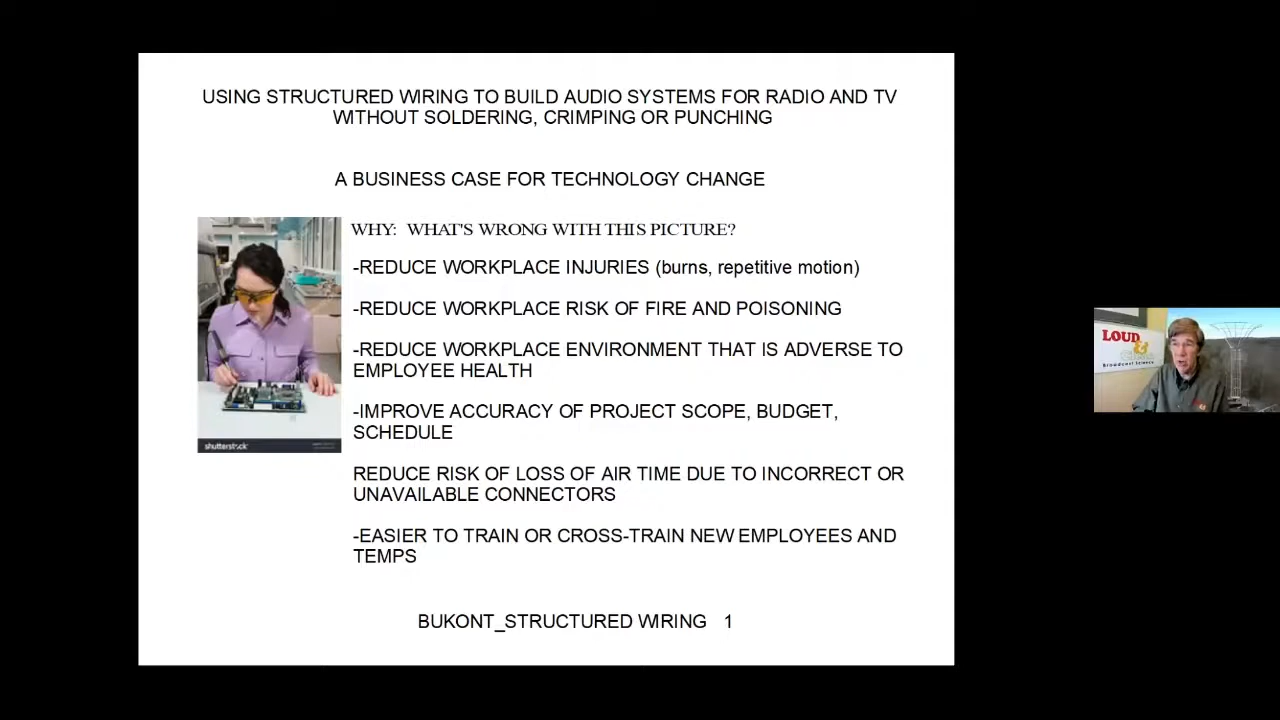 USING STRUCTURED WIRING TO BUILD AUDIO SYSTEMS FOR RADIO AND TV
WITHOUT SOLDERING, CRIMPING OR PUNCHING
A BUSINESS CASE FOR TECHNOLOGY CHANGE
WHY: WHAT'S WRONG WITH THIS PICTURE?
-REDUCE WORKPLACE INJURIES (burns, repetitive motion)
-REDUCE WORKPLACE RISK OF FIRE AND POISONING
-REDUCE WORKPLACE ENVIRONMENT THAT IS ADVERSE TO
EMPLOYEE HEALTH
-IMPROVE ACCURACY OF PROJECT SCOPE, BUDGET,
SCHEDULE
REDUCE RISK OF LOSS OF AIR TIME DUE TO INCORRECT OR
UNAVAILABLE CONNECTORS
-EASIER TO TRAIN OR CROSS-TRAIN NEW EMPLOYEES AND
TEMPS
shutterstock
BUKONT_STRUCTURED WIRING 1
LOUD
&
Broadcast Science